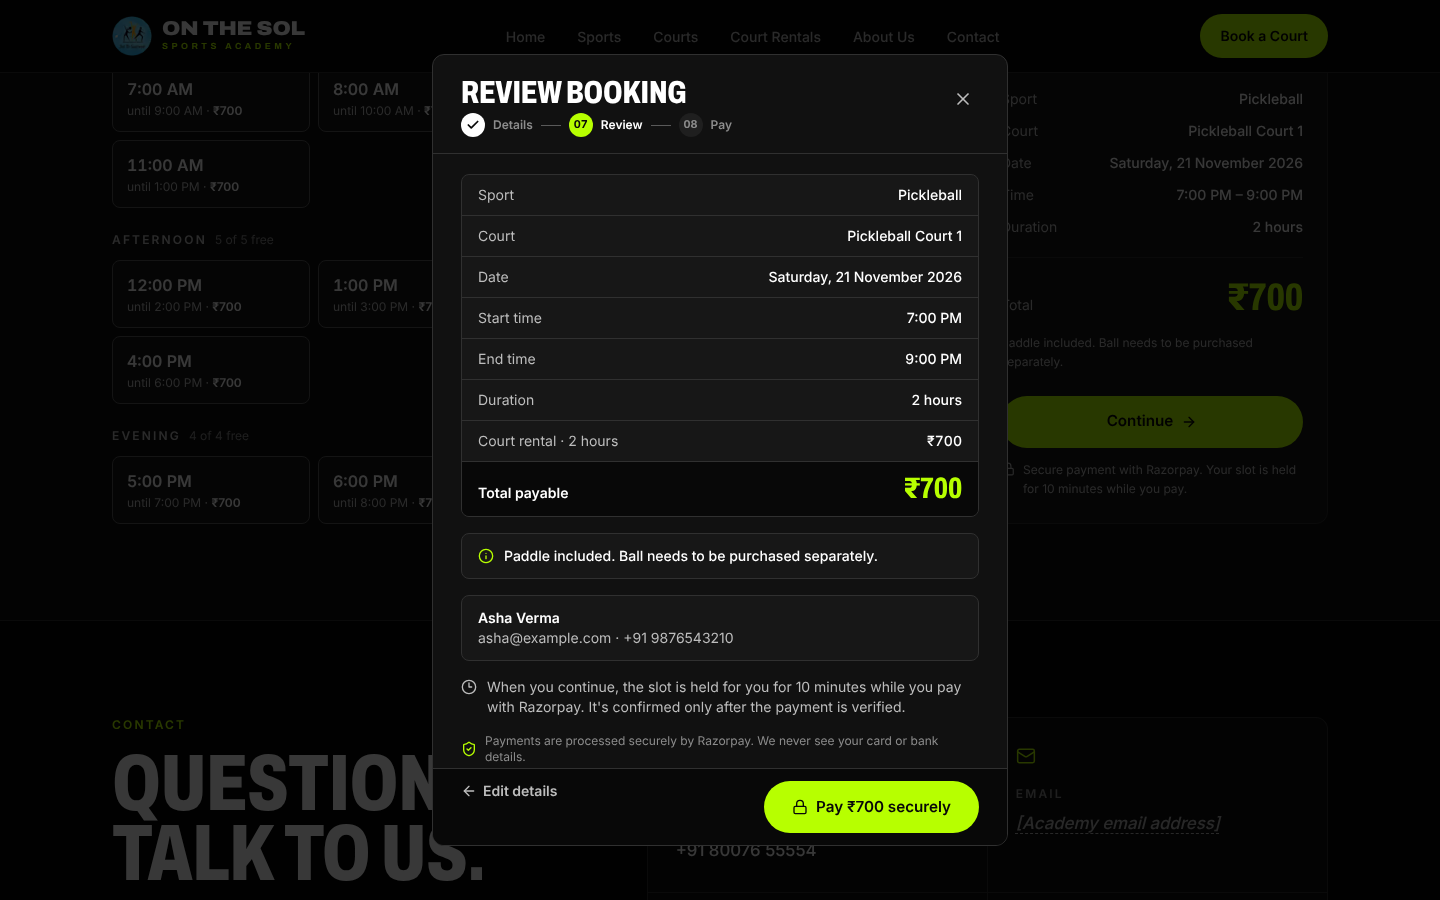 ON THE SOL
SPORTS ACADEMY
Home Sports Courts Court Rentals About Us Contact
Book a Court
7:00 AM
until 9:00 AM · ₹700
8:00 AM
until 10:00 AM ·
11:00 AM
until 1:00 PM · ₹700
AFTERNOON 5 of 5 free
12:00 PM
until 2:00 PM · ₹700
1:00 PM
until 3:00 PM ·
4:00 PM
until 6:00 PM · ₹700
EVENING 4 of 4 free
5:00 PM
until 7:00 PM · ₹700
6:00 PM
until 8:00 PM ·
REVIEW BOOKING
Details
07 Review
08 Pay
Sport Pickleball
Court Pickleball Court 1
Date Saturday, 21 November 2026
Start time 7:00 PM
End time 9:00 PM
Duration 2 hours
Court rental · 2 hours ₹700
Total payable ₹700
Paddle included. Ball needs to be purchased separately.
Asha Verma
asha@example.com · +91 9876543210
When you continue, the slot is held for you for 10 minutes while you pay
with Razorpay. It's confirmed only after the payment is verified.
Payments are processed securely by Razorpay. We never see your card or bank
details.
Edit details
Pay ₹700 securely
Pickleball
Pickleball Court 1
Saturday, 21 November 2026
7:00 PM – 9:00 PM
2 hours
₹700
included. Ball needs to be purchased
Continue
Secure payment with Razorpay. Your slot is held
for 10 minutes while you pay.
CONTACT
TALK TO US.
+91 80076 55554
EMAIL
[Academy email address]